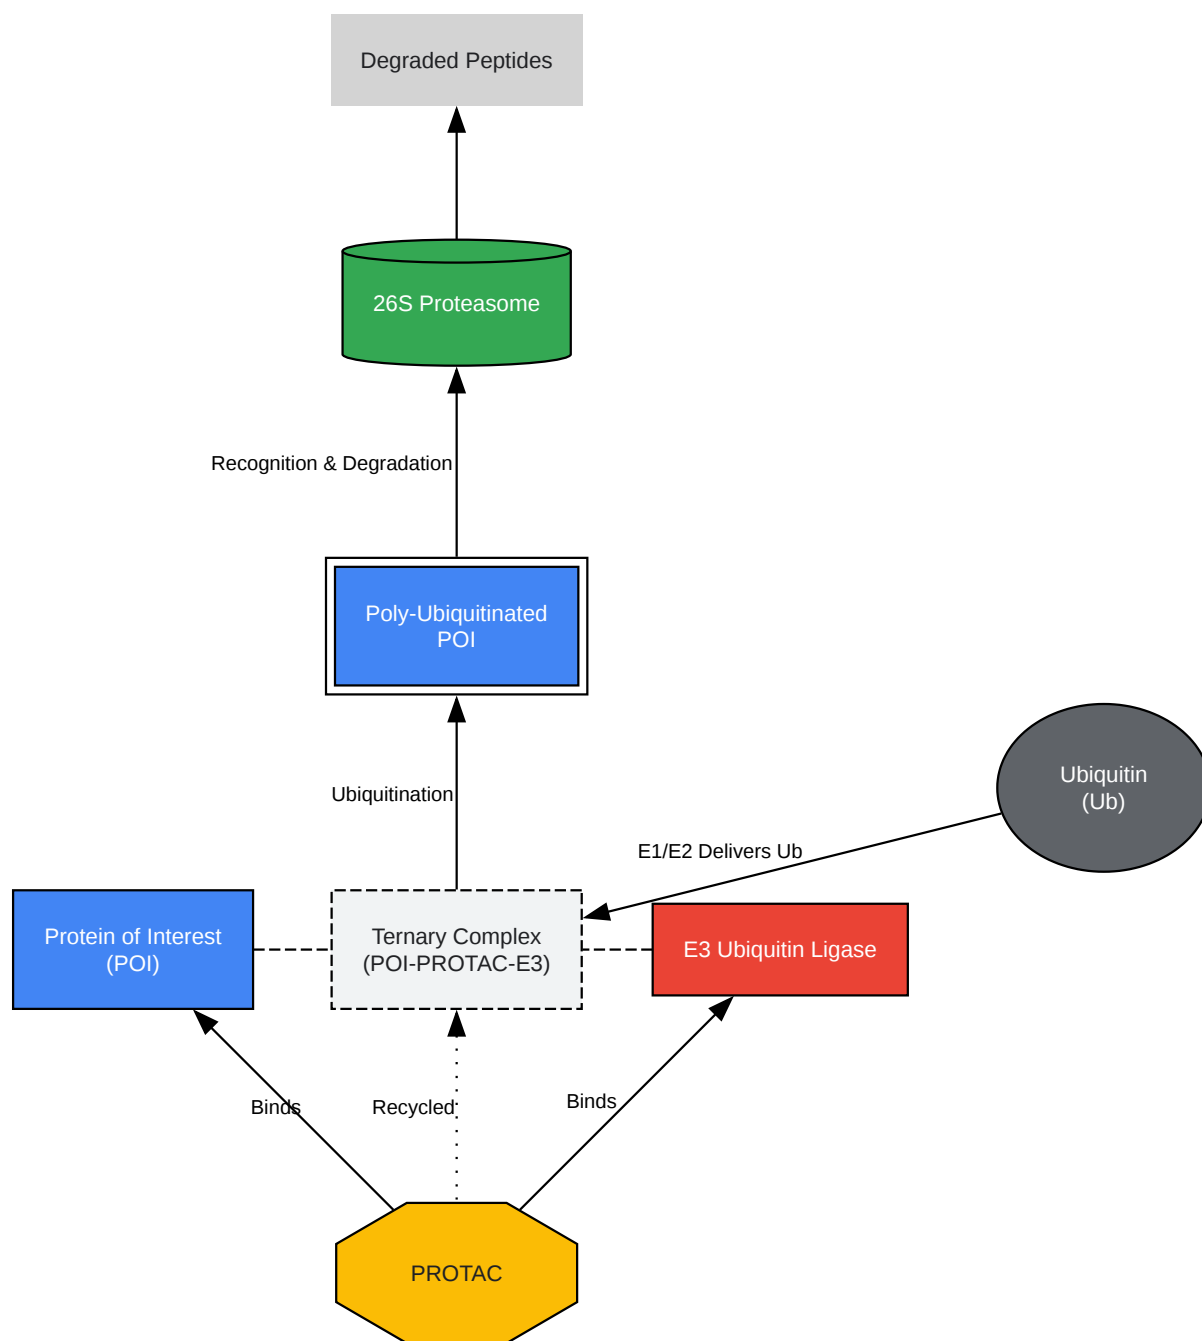 Degraded Peptides
26S Proteasome
Recognition & Degradation
Poly-Ubiquitinated
POI
Ubiquitin
(Ub)
Ubiquitination
E1/E2 Delivers Ub
Protein of Interest
(POI)
Ternary Complex
(POI-PROTAC-E3)
E3 Ubiquitin Ligase
Binds
Recycled
Binds
PROTAC